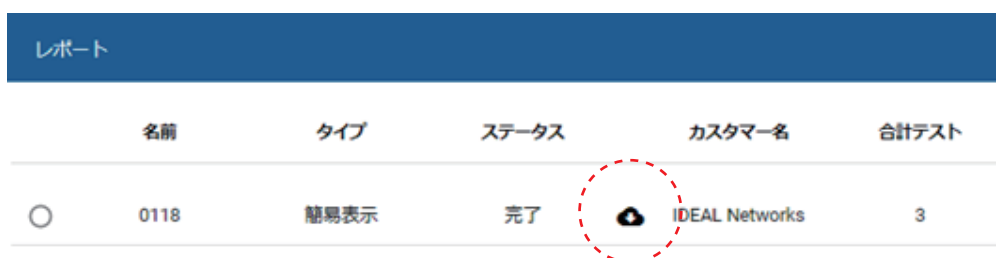 レポート
名前 タイプ ステータス カスタマー名 合計テスト
0118 簡易表示 完了 IDEAL Networks 3